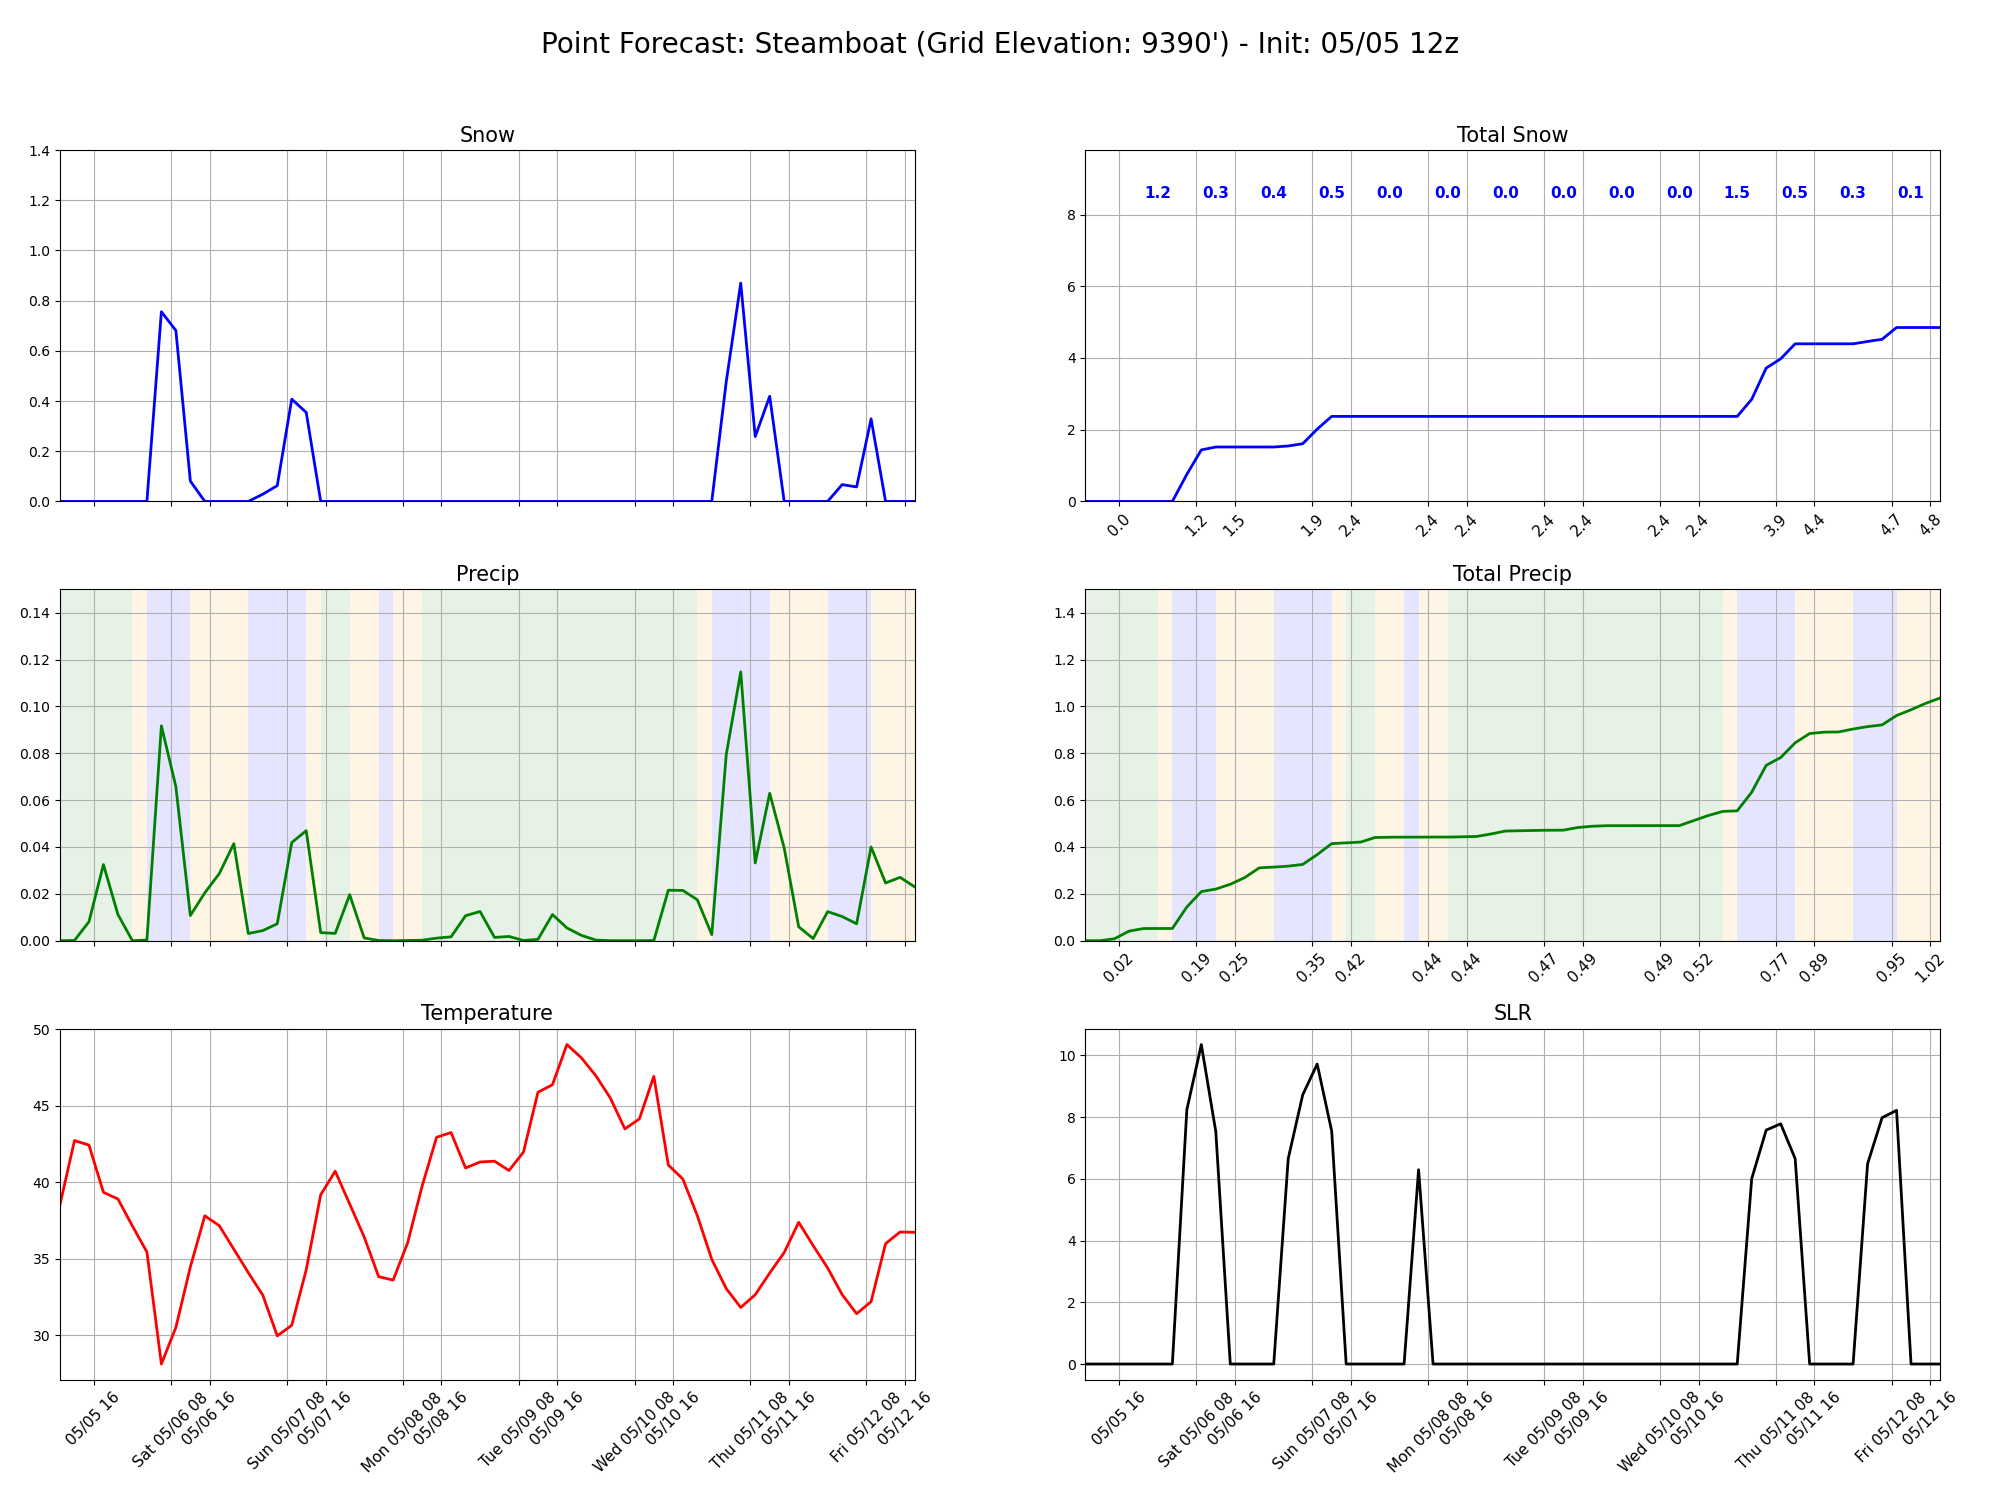 Point Forecast: Steamboat (Grid Elevation: 9390') - Init: 05/05 12z
Snow
1.4
1.2
1.0
0.8
0.6
0.4
0.2
0.0
Total Snow
1.2 0.3 0.4 0.5 0.0 0.0 0.0 0.0 0.0 0.0 1.5 0.5 0.3 0.1
8
6
4
2
0
0.0 1.2 1.5 1.9 2.4 2.4 2.4 2.4 2.4 2.4 2.4 3.9 4.4 4.7 4.8
Precip
0.14
0.12
0.10
0.08
0.06
0.04
0.02
0.00
Total Precip
1.4
1.2
1.0
0.8
0.6
0.4
0.2
0.0
0.02 0.19 0.25 0.35 0.42 0.44 0.44 0.47 0.49 0.49 0.52 0.77 0.89 0.95 1.02
Temperature
50
45
40
35
30
05/05 16
Sat 05/06 08
05/06 16
Sun 05/07 08
05/07 16
Mon 05/08 08
05/08 16
Tue 05/09 08
05/09 16
Wed 05/10 08
05/10 16
Thu 05/11 08
05/11 16
Fri 05/12 08
05/12 16
SLR
10
8
6
4
2
0
05/05 16
Sat 05/06 08
05/06 16
Sun 05/07 08
05/07 16
Mon 05/08 08
05/08 16
Tue 05/09 08
05/09 16
Wed 05/10 08
05/10 16
Thu 05/11 08
05/11 16
Fri 05/12 08
05/12 16